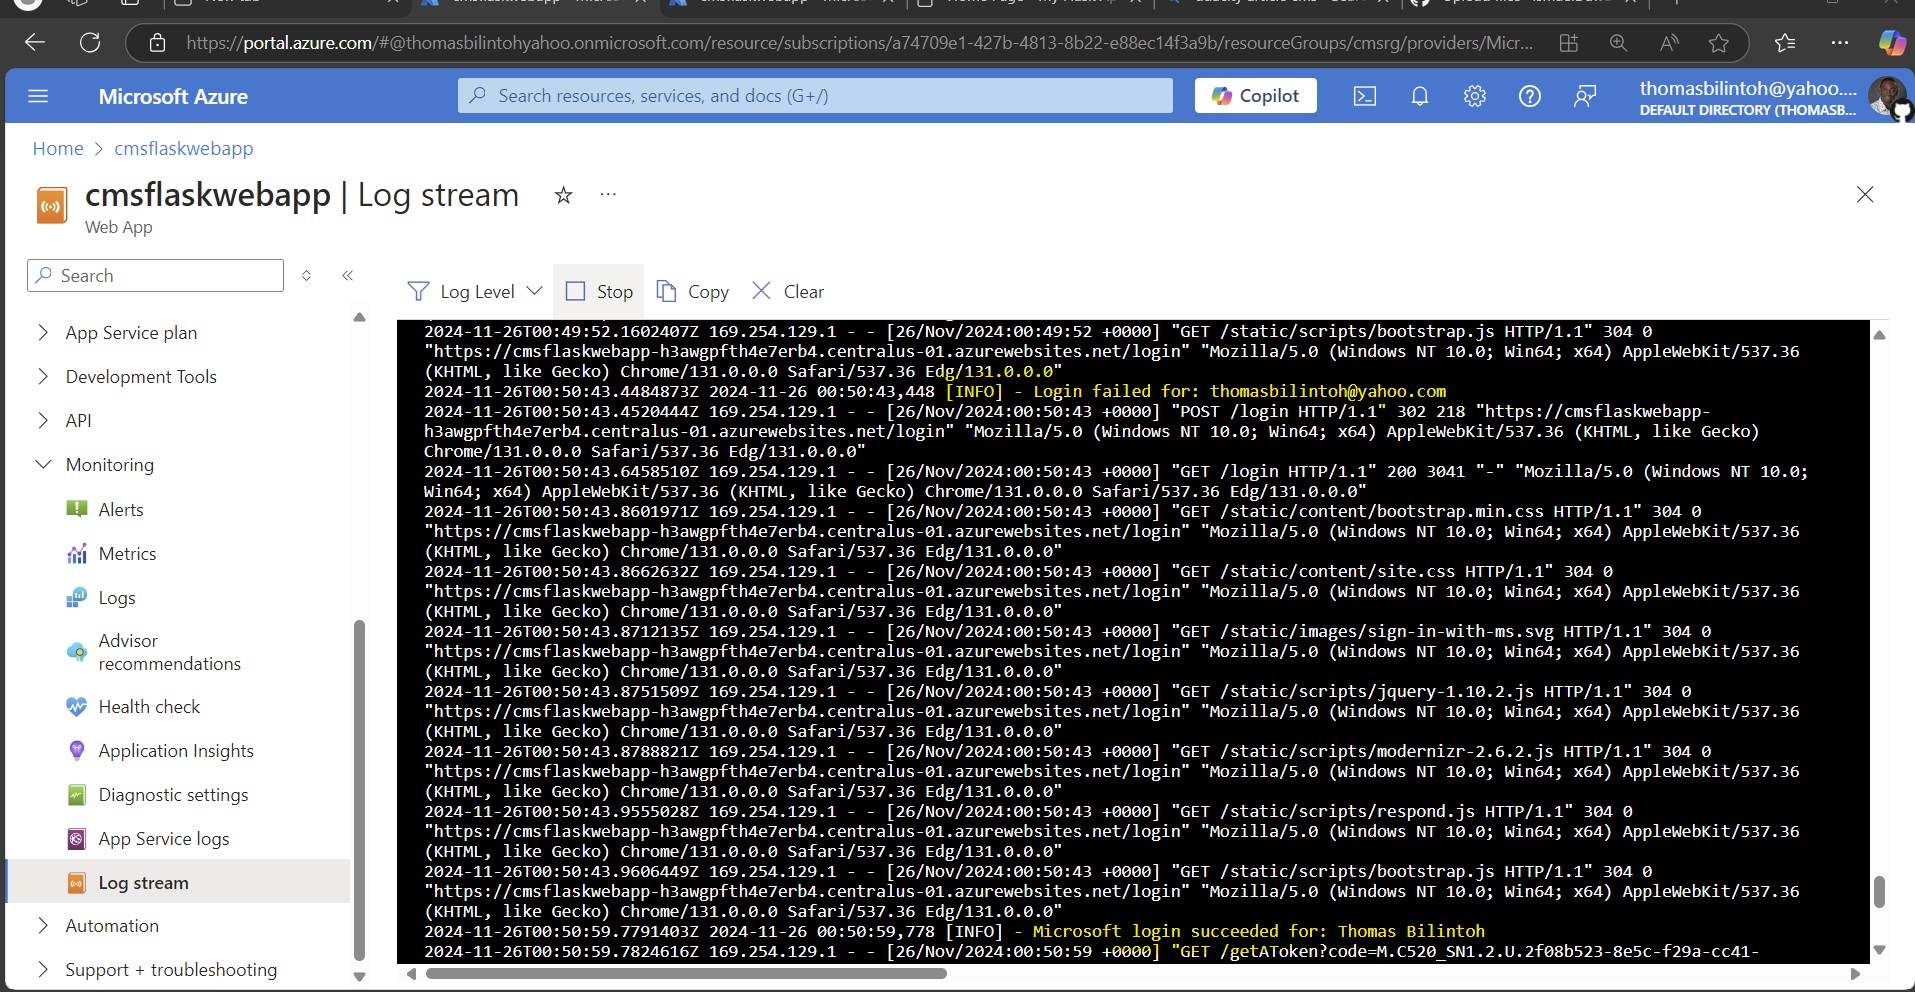 https://portal.azure.com/#@thomasbilintohyahoo.onmicrosoft.com/resource/subscriptions/a74709e1-427b-4813-8b22-e88ec14f3a9b/resourceGroups/cmsrg/providers/Micr...
Microsoft Azure
Search resources, services, and docs (G+/)
Copilot
thomasbilintoh@yahoo....
DEFAULT DIRECTORY (THOMASB...
Home > cmsflaskwebapp
cmsflaskwebapp | Log stream
Web App
Search
Log Level
Stop
Copy
Clear
App Service plan
Development Tools
API
Monitoring
Alerts
Metrics
Logs
Advisor
recommendations
Health check
Application Insights
Diagnostic settings
App Service logs
Log stream
Automation
Support + troubleshooting
2024-11-26T00:49:52.1602407Z 169.254.129.1 - - [26/Nov/2024:00:49:52 +0000] "GET /static/scripts/bootstrap.js HTTP/1.1" 304 0
"https://cmsflaskwebapp-h3awgpfth4e7erb4.centralus-01.azurewebsites.net/login" "Mozilla/5.0 (Windows NT 10.0; Win64; x64) AppleWebKit/537.36
(KHTML, like Gecko) Chrome/131.0.0.0 Safari/537.36 Edg/131.0.0.0"
2024-11-26T00:50:43.4484873Z 2024-11-26 00:50:43,448 [INFO] - Login failed for: thomasbilintoh@yahoo.com
2024-11-26T00:50:43.4520444Z 169.254.129.1 - - [26/Nov/2024:00:50:43 +0000] "POST /login HTTP/1.1" 302 218 "https://cmsflaskwebapp-
h3awgpfth4e7erb4.centralus-01.azurewebsites.net/login" "Mozilla/5.0 (Windows NT 10.0; Win64; x64) AppleWebKit/537.36 (KHTML, like Gecko)
Chrome/131.0.0.0 Safari/537.36 Edg/131.0.0.0"
2024-11-26T00:50:43.6458510Z 169.254.129.1 - - [26/Nov/2024:00:50:43 +0000] "GET /login HTTP/1.1" 200 3041 "-" "Mozilla/5.0 (Windows NT 10.0;
Win64; x64) AppleWebKit/537.36 (KHTML, like Gecko) Chrome/131.0.0.0 Safari/537.36 Edg/131.0.0.0"
2024-11-26T00:50:43.8601971Z 169.254.129.1 - - [26/Nov/2024:00:50:43 +0000] "GET /static/content/bootstrap.min.css HTTP/1.1" 304 0
"https://cmsflaskwebapp-h3awgpfth4e7erb4.centralus-01.azurewebsites.net/login" "Mozilla/5.0 (Windows NT 10.0; Win64; x64) AppleWebKit/537.36
(KHTML, like Gecko) Chrome/131.0.0.0 Safari/537.36 Edg/131.0.0.0"
2024-11-26T00:50:43.8662632Z 169.254.129.1 - - [26/Nov/2024:00:50:43 +0000] "GET /static/content/site.css HTTP/1.1" 304 0
"https://cmsflaskwebapp-h3awgpfth4e7erb4.centralus-01.azurewebsites.net/login" "Mozilla/5.0 (Windows NT 10.0; Win64; x64) AppleWebKit/537.36
(KHTML, like Gecko) Chrome/131.0.0.0 Safari/537.36 Edg/131.0.0.0"
2024-11-26T00:50:43.8712135Z 169.254.129.1 - - [26/Nov/2024:00:50:43 +0000] "GET /static/images/sign-in-with-ms.svg HTTP/1.1" 304 0
"https://cmsflaskwebapp-h3awgpfth4e7erb4.centralus-01.azurewebsites.net/login" "Mozilla/5.0 (Windows NT 10.0; Win64; x64) AppleWebKit/537.36
(KHTML, like Gecko) Chrome/131.0.0.0 Safari/537.36 Edg/131.0.0.0"
2024-11-26T00:50:43.8751509Z 169.254.129.1 - - [26/Nov/2024:00:50:43 +0000] "GET /static/scripts/jquery-1.10.2.js HTTP/1.1" 304 0
"https://cmsflaskwebapp-h3awgpfth4e7erb4.centralus-01.azurewebsites.net/login" "Mozilla/5.0 (Windows NT 10.0; Win64; x64) AppleWebKit/537.36
(KHTML, like Gecko) Chrome/131.0.0.0 Safari/537.36 Edg/131.0.0.0"
2024-11-26T00:50:43.8788821Z 169.254.129.1 - - [26/Nov/2024:00:50:43 +0000] "GET /static/scripts/modernizr-2.6.2.js HTTP/1.1" 304 0
"https://cmsflaskwebapp-h3awgpfth4e7erb4.centralus-01.azurewebsites.net/login" "Mozilla/5.0 (Windows NT 10.0; Win64; x64) AppleWebKit/537.36
(KHTML, like Gecko) Chrome/131.0.0.0 Safari/537.36 Edg/131.0.0.0"
2024-11-26T00:50:43.9555028Z 169.254.129.1 - - [26/Nov/2024:00:50:43 +0000] "GET /static/scripts/respond.js HTTP/1.1" 304 0
"https://cmsflaskwebapp-h3awgpfth4e7erb4.centralus-01.azurewebsites.net/login" "Mozilla/5.0 (Windows NT 10.0; Win64; x64) AppleWebKit/537.36
(KHTML, like Gecko) Chrome/131.0.0.0 Safari/537.36 Edg/131.0.0.0"
2024-11-26T00:50:43.9606449Z 169.254.129.1 - - [26/Nov/2024:00:50:43 +0000] "GET /static/scripts/bootstrap.js HTTP/1.1" 304 0
"https://cmsflaskwebapp-h3awgpfth4e7erb4.centralus-01.azurewebsites.net/login" "Mozilla/5.0 (Windows NT 10.0; Win64; x64) AppleWebKit/537.36
(KHTML, like Gecko) Chrome/131.0.0.0 Safari/537.36 Edg/131.0.0.0"
2024-11-26T00:50:59.7791403Z 2024-11-26 00:50:59,778 [INFO] - Microsoft login succeeded for: Thomas Bilintoh
2024-11-26T00:50:59.7824616Z 169.254.129.1 - - [26/Nov/2024:00:50:59 +0000] "GET /getAToken?code=M.C520_SN1.2.U.2f08b523-8e5c-f29a-cc41-